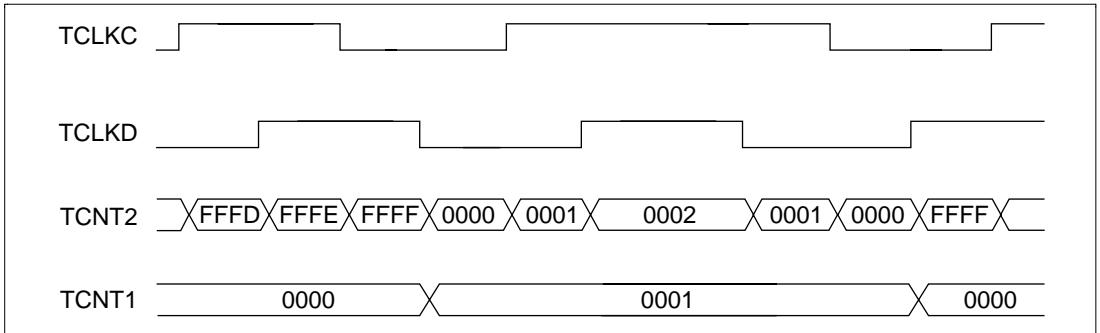 TCLKC
TCLKD
TCNT2 FFFD FFFE FFFF 0000 0001 0002 0001 0000 FFFF
TCNT1 0000 0001 0000